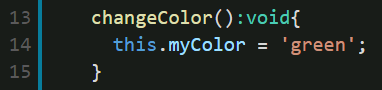 13 changeColor():void{
14 this.myColor = 'green';
15 }